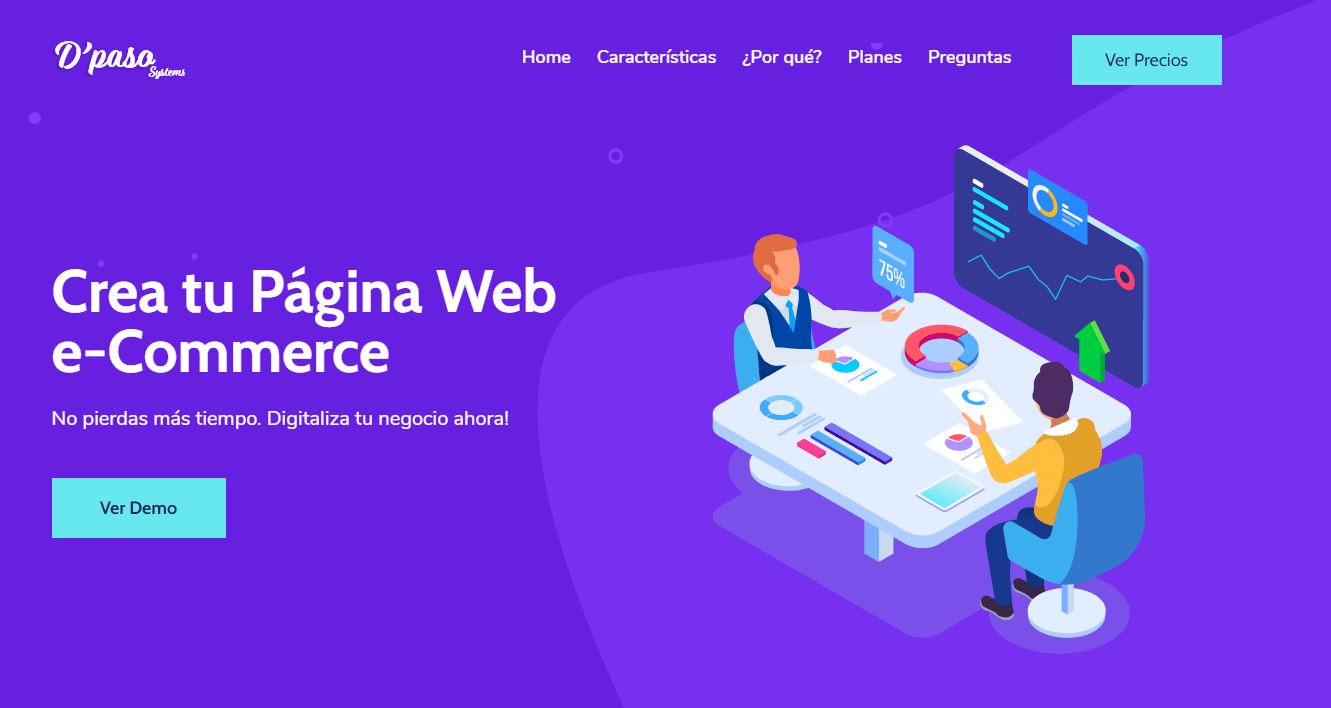 D'paso
Systems
Home Características ¿Por qué? Planes Preguntas
Ver Precios
75%
Crea tu Página Web
e-Commerce
No pierdas más tiempo. Digitaliza tu negocio ahora!
Ver Demo